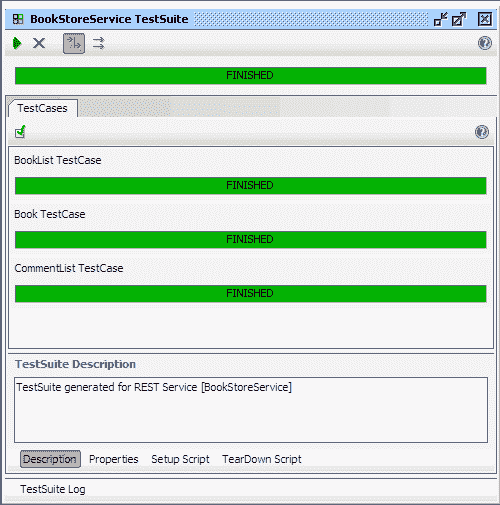 BookStoreService TestSuite
FINISHED
TestCases
BookList TestCase
FINISHED
Book TestCase
FINISHED
CommentList TestCase
FINISHED
TestSuite Description
TestSuite generated for REST Service [BookStoreService]
Description Properties Setup Script TearDown Script
TestSuite Log